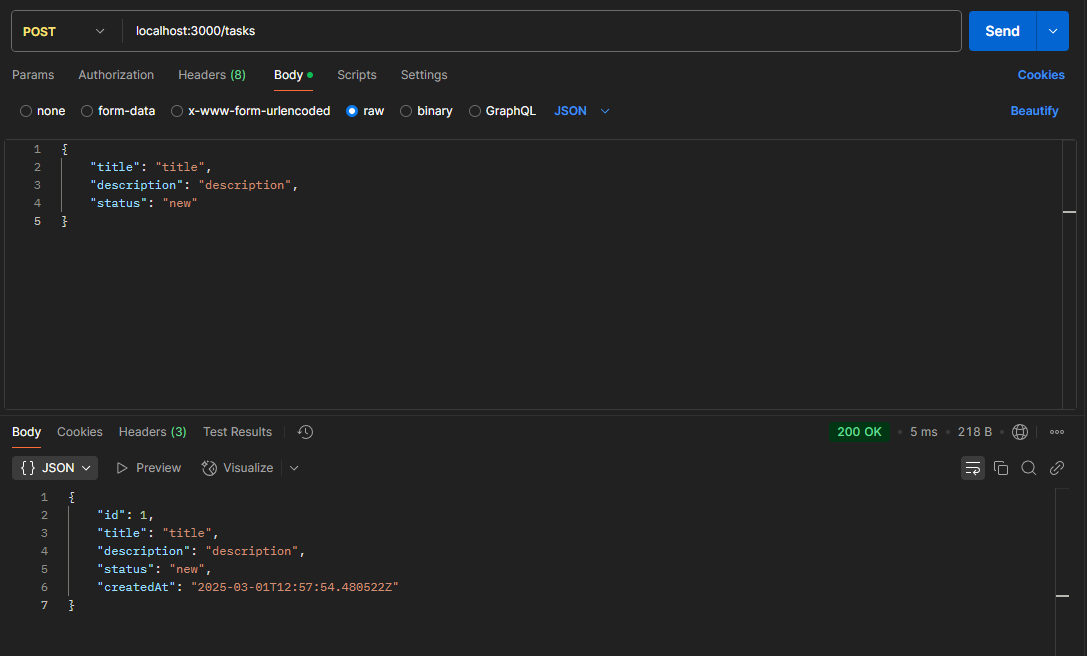 POST localhost:3000/tasks Send
Params Authorization Headers (8) Body Scripts Settings Cookies
none form-data x-www-form-urlencoded raw binary GraphQL JSON Beautify
1 {
2 "title": "title",
3 "description": "description",
4 "status": "new"
5 }
Body Cookies Headers (3) Test Results 200 OK 5 ms 218 B
{} JSON Preview Visualize
1 {
2 "id": 1,
3 "title": "title",
4 "description": "description",
5 "status": "new",
6 "createdAt": "2025-03-01T12:57:54.480522Z"
7 }